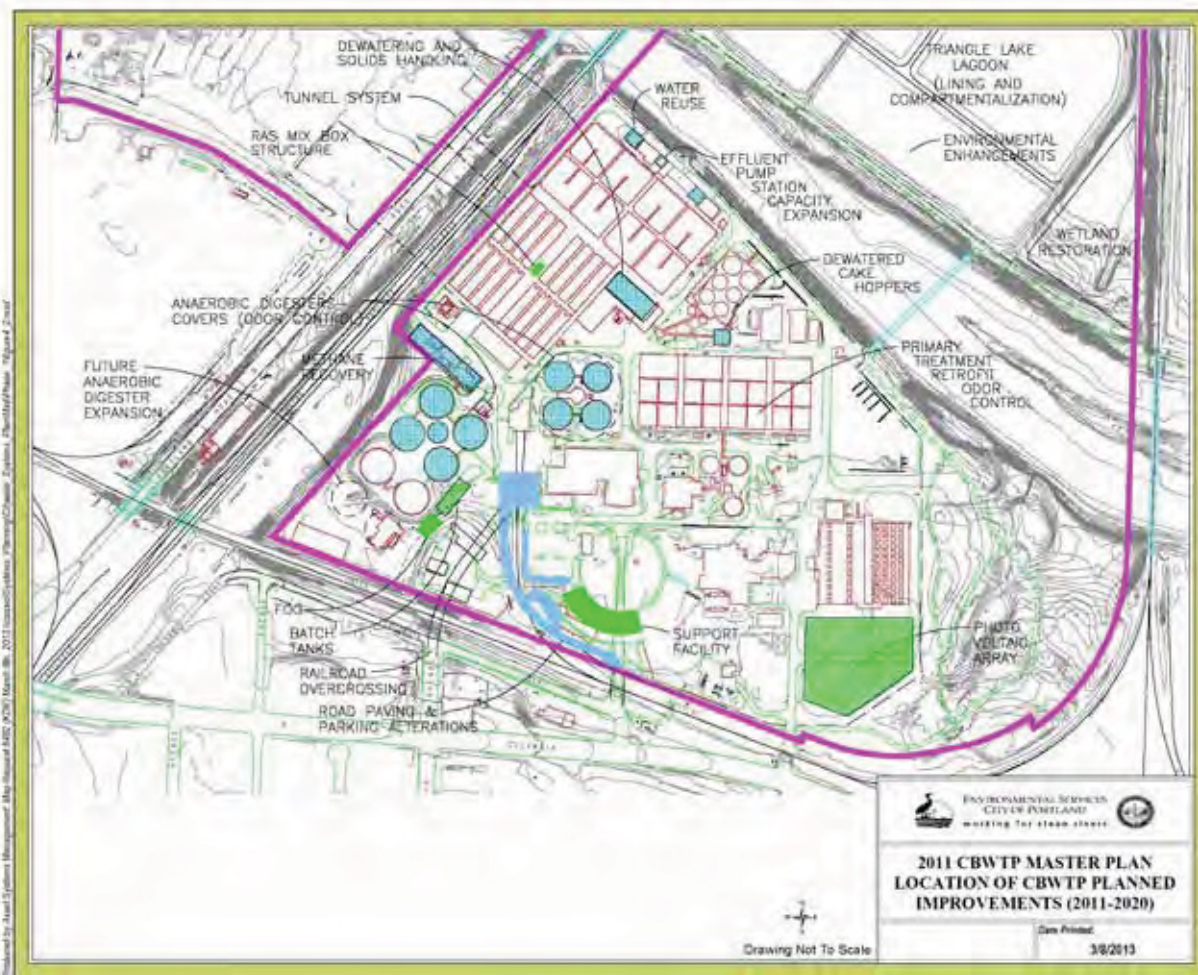 DEWATERING AND
SOLIDS HANDLING
TUNNEL SYSTEM
RAS MIX BOX
STRUCTURE
WATER
REUSE
EFFLUENT
PUMP
STATION
CAPACITY
EXPANSION
TRIANGLE LAKE
LAGOON
(LINING AND
COMPARTMENTALIZATION)
ENVIRONMENTAL
ENHANCEMENTS
WETLAND
RESTORATION
DEWATERED
CAKE
HOPPERS
ANAEROBIC DIGESTERS
COVERS (ODOR CONTROL)
METHANE
RECOVERY
FUTURE
ANAEROBIC
DIGESTER
EXPANSION
PRIMARY
TREATMENT
RETROFIT
ODOR
CONTROL
FOG
BATCH
TANKS
RAILROAD
OVERCROSSING
ROAD PAVING &
PARKING ALTERATIONS
SUPPORT
FACILITY
PHOTO
VOLTAIC
ARRAY
COLUMBIA
ENVIRONMENTAL SERVICES
CITY OF PORTLAND
working for clean rivers
2011 CBWTP MASTER PLAN
LOCATION OF CBWTP PLANNED
IMPROVEMENTS (2011-2020)
Date Printed:
3/8/2013
Drawing Not To Scale